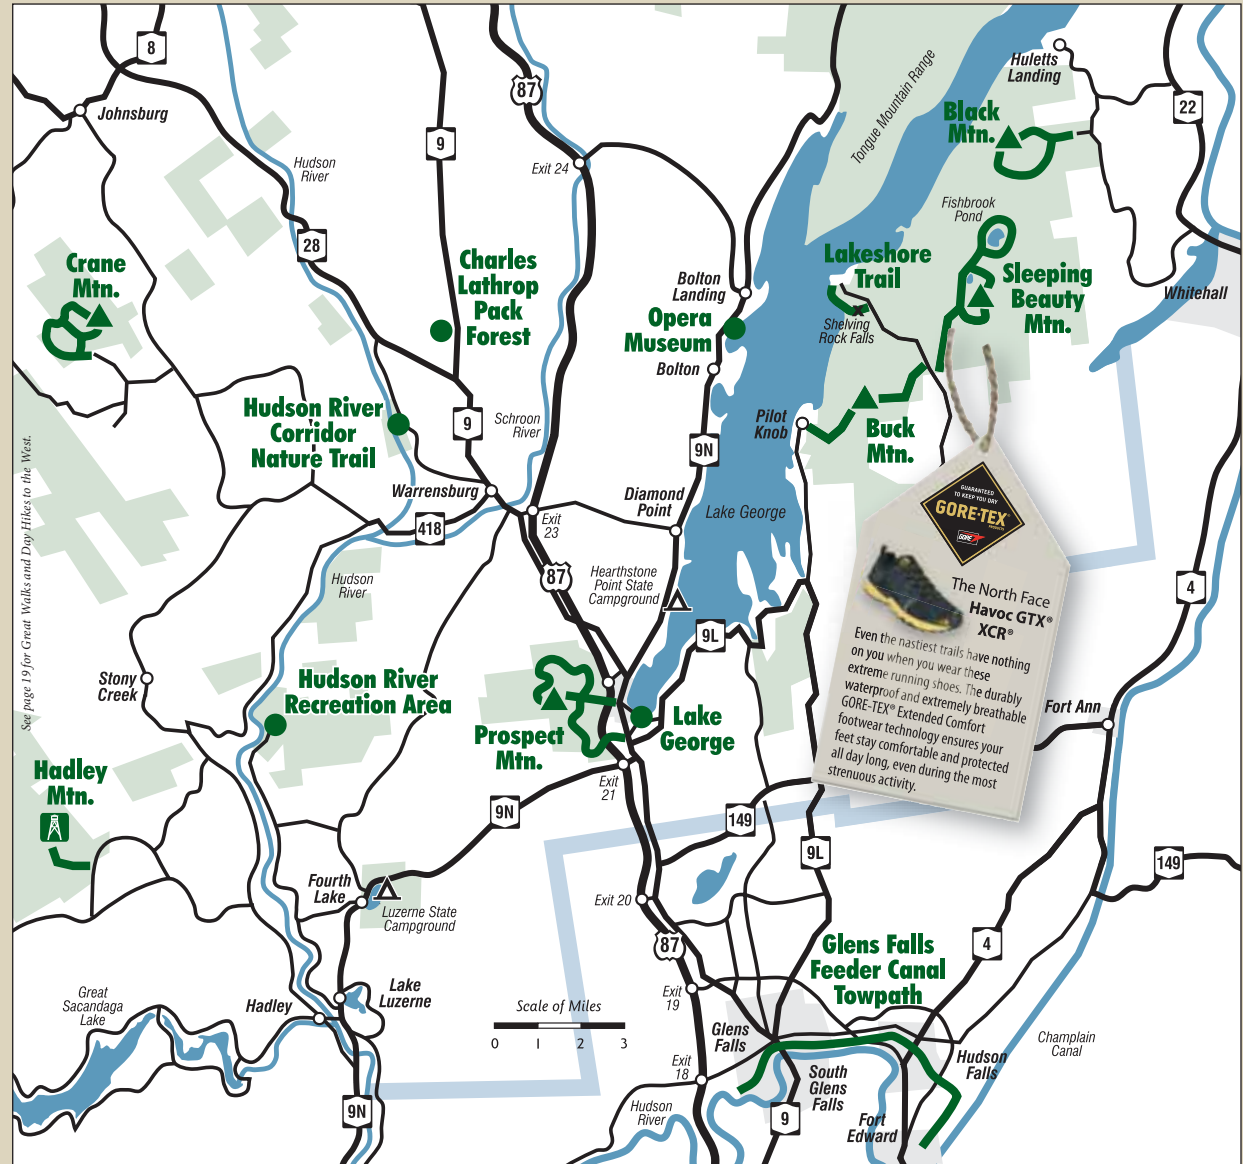 8
Johnsburg
Hudson
River
87
9
Exit 24
Tongue Mountain Range
Huletts
Landing
22
Black
Mtn.
Fishbrook
Pond
28
Crane
Mtn.
Charles
Lathrop
Pack
Forest
Bolton
Landing
Opera
Museum
Bolton
Lakeshore
Trail
Shelving
Rock Falls
Sleeping
Beauty
Mtn.
Whitehall
Hudson River
Corridor
Nature Trail
9
Schroon
River
9N
Pilot
Knob
Buck
Mtn.
See page 19 for Great Walks and Day Hikes to the West.
Warrensburg
418
Exit
23
Diamond
Point
Lake George
GUARANTEED
TO KEEP YOU DRY
GORE-TEX
PRODUCTS
GORE
Hudson
River
87
Hearthstone
Point State
Campground
9L
4
The North Face
Havoc GTX®
XCR®
Even the nastiest trails have nothing
on you when you wear these
extreme running shoes. The durably
waterproof and extremely breathable
GORE-TEX® Extended Comfort
footwear technology ensures your
feet stay comfortable and protected
all day long, even during the most
strenuous activity.
Stony
Creek
Hudson River
Recreation Area
Prospect
Mtn.
Lake
George
Fort Ann
Hadley
Mtn.
Exit
21
9N
149
9L
149
Fourth
Lake
Luzerne State
Campground
Exit 20
87
4
Glens Falls
Feeder Canal
Towpath
Great
Sacandaga
Lake
Hadley
Lake
Luzerne
Scale of Miles
0 1 2 3
Exit
19
Glens
Falls
Exit
18
Hudson
River
South
Glens
Falls
9
Fort
Edward
Hudson
Falls
Champlain
Canal
9N